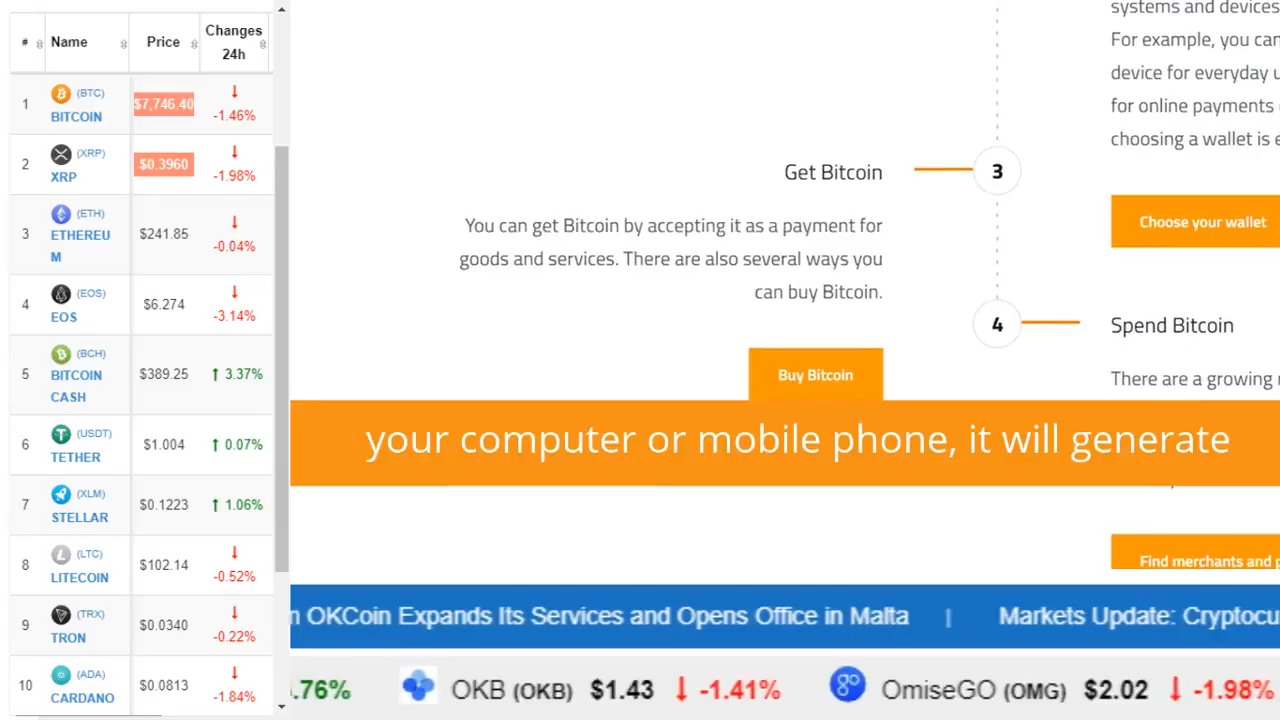 # Name Price Changes
24h
1 (BTC) BITCOIN $7,746.40 ↓ -1.46%
2 (XRP) XRP $0.3960 ↓ -1.98%
3 (ETH) ETHEREU
M $241.85 ↓ -0.04%
4 (EOS) EOS $6.274 ↓ -3.14%
5 (BCH) BITCOIN
CASH $389.25 ↑ 3.37%
6 (USDT) TETHER $1.004 ↑ 0.07%
7 (XLM) STELLAR $0.1223 ↑ 1.06%
8 (LTC) LITECOIN $102.14 ↓ -0.52%
9 (TRX) TRON $0.0340 ↓ -0.22%
10 (ADA) CARDANO $0.0813 ↓ -1.84%
systems and devices
For example, you can
device for everyday
for online payments
choosing a wallet is
Choose your wallet
3
Get Bitcoin
You can get Bitcoin by accepting it as a payment for
goods and services. There are also several ways you
can buy Bitcoin.
Buy Bitcoin
4
Spend Bitcoin
There are a growing
your computer or mobile phone, it will generate
Find merchants and
OKCoin Expands Its Services and Opens Office in Malta | Markets Update:
.76% OKB (OKB) $1.43 ↓ -1.41% OmiseGO (OMG) $2.02 ↓ -1.98%